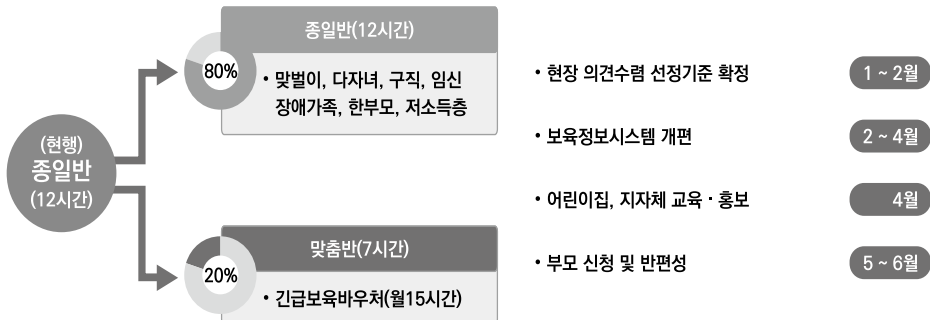 (현행)
종일반
(12시간)
종일반(12시간)
80%
• 맞벌이, 다자녀, 구직, 임신
장애가족, 한부모, 저소득층
맞춤반(7시간)
20%
• 긴급보육바우처(월15시간)
• 현장 의견수렴 선정기준 확정
1 ~ 2월
• 보육정보시스템 개편
2 ~ 4월
• 어린이집, 지자체 교육 · 홍보
4월
• 부모 신청 및 반편성
5 ~ 6월